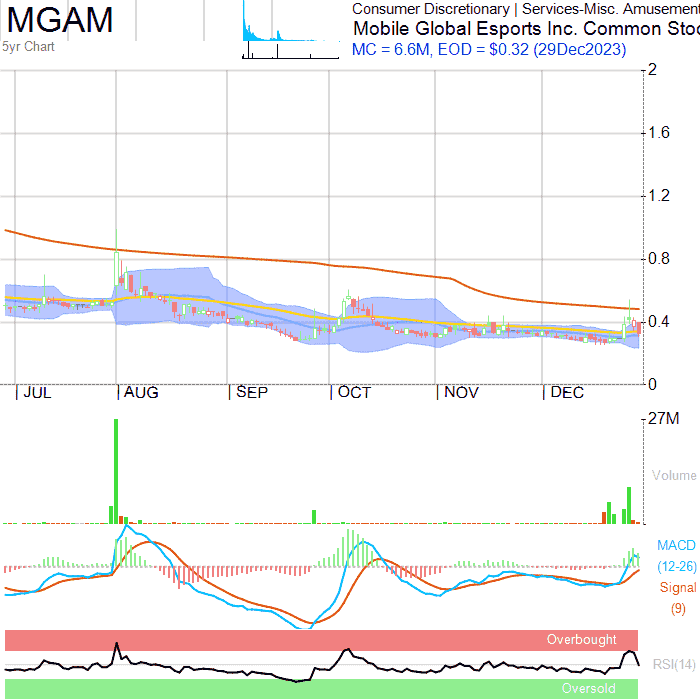 MGAM
5yr Chart
Consumer Discretionary | Services-Misc. Amusement
Mobile Global Esports Inc. Common Stoc
MC = 6.6M, EOD = $0.32 (29Dec2023)
2
1.6
1.2
0.8
0.4
0
JUL AUG SEP OCT NOV DEC
27M
Volume
MACD
(12-26)
Signal
(9)
Overbought
RSI(14)
Oversold